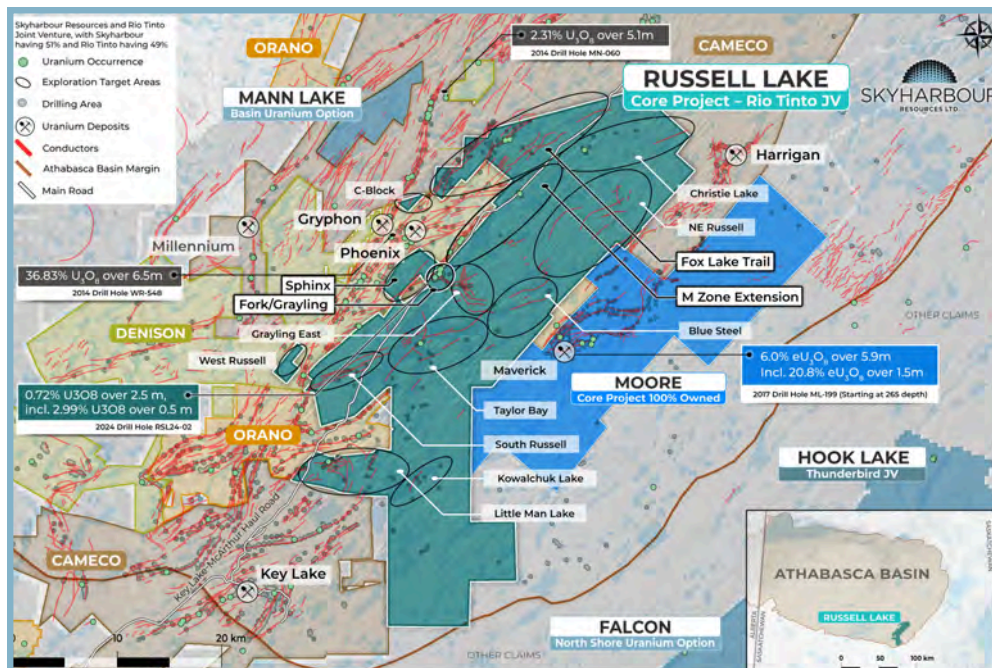 Skyharbour Resources and Rio Tinto
Joint Venture, with Skyharbour
having 51% and Rio Tinto having 49%
Uranium Occurrence
Exploration Target Areas
Drilling Area
Uranium Deposits
Conductors
Athabasca Basin Margin
Main Road
ORANO
MANN LAKE
Basin Uranium Option
2.31% U₃O₈ over 5.1m
2014 Drill Hole MN-060
CAMECO
RUSSELL LAKE
Core Project – Rio Tinto JV
SKYHARBOUR
RESOURCES LTD.
Harrigan
C-Block
Christie Lake
Gryphon
NE Russell
Millennium
Phoenix
Fox Lake Trail
36.83% U₃O₈ over 6.5m
2014 Drill Hole WR-548
Sphinx
M Zone Extension
Fork/Grayling
OTHER CLAIMS
DENISON
Grayling East
Blue Steel
West Russell
Maverick
6.0% eU₃O₈ over 5.9m
Incl. 20.8% eU₃O₈ over 1.5m
2017 Drill Hole ML-199 (Starting at 265 depth)
MOORE
Core Project 100% Owned
0.72% U3O8 over 2.5 m,
incl. 2.99% U3O8 over 0.5 m
2024 Drill Hole RSL24-02
Taylor Bay
ORANO
South Russell
HOOK LAKE
Thunderbird JV
Kowalchuk Lake
Little Man Lake
Key Lake-McArthur Haul Road
CAMECO
Key Lake
ATHABASCA BASIN
RUSSELL LAKE
ALBERTA
SASKATCHEWAN
SASKATCHEWAN
FALCON
North Shore Uranium Option
OTHER CLAIMS
0 10 20 km
0 50 100 km